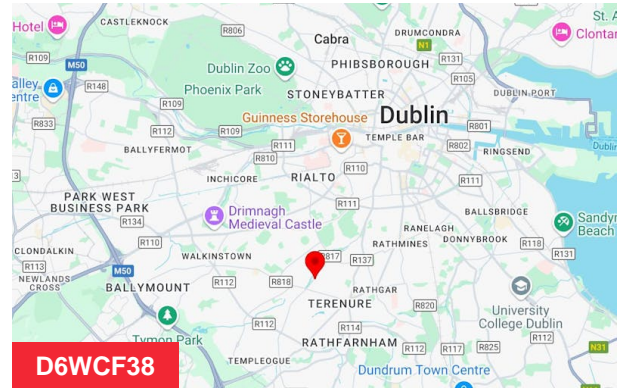 Hotel
CASTLEKNOCK
R806
Cabra
DRUMCONDRA
N1
St. A
Clontar
R109
M50
R148
Dublin Zoo
PHIBSBOROUGH
R131
R105
alley
entre
R109
Phoenix Park
STONEYBATTER
DUBLIN PORT
R833
R112
R109
Guinness Storehouse
Dublin
R111
TEMPLE BAR
R801
BALLYFERMOT
R810
R802
RINGSEND
Dublin
INCHICORE
RIALTO
R110
R111
PARK WEST
BUSINESS PARK
R134
R111
Drimnagh
Medieval Castle
BALLSBRIDGE
Sandym
Beach
R110
RANELAGH
RATHMINES
DONNYBROOK
R118
R131
CLONDALKIN
R113
NEWLANDS
CROSS
M50
WALKINSTOWN
R817
R137
BALLYMOUNT
R112
R818
RATHGAR
TERENURE
R820
University
College Dublin
R112
R114
Tymon Park
RATHFARNHAM
R112
R117
R825
N31
TEMPLEOGUE
Dundrum Town Centre
D6WCF38